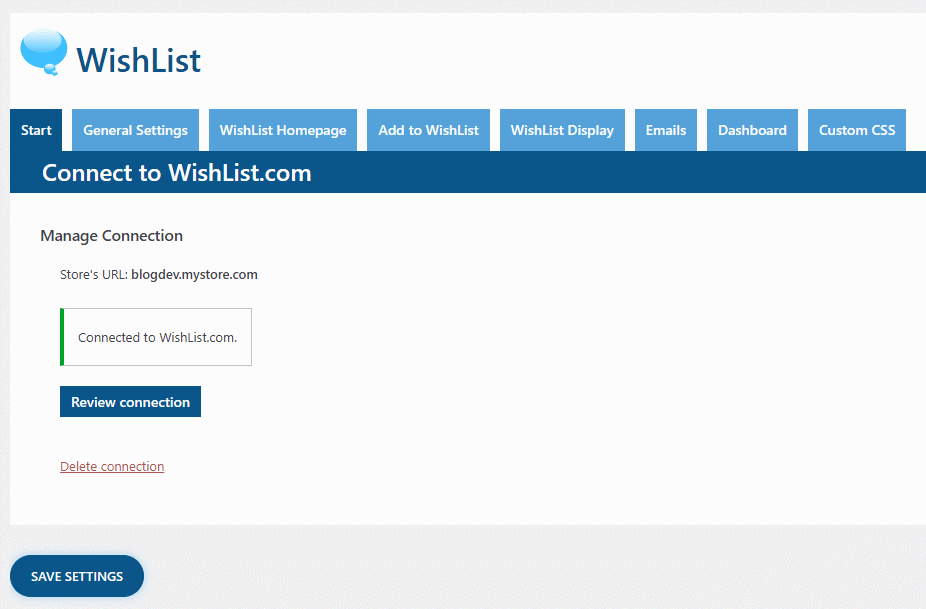 WishList
Start General Settings WishList Homepage Add to WishList WishList Display Emails Dashboard Custom CSS
Connect to WishList.com
Manage Connection
Store's URL: blogdev.mystore.com
Connected to WishList.com.
Review connection
Delete connection
SAVE SETTINGS